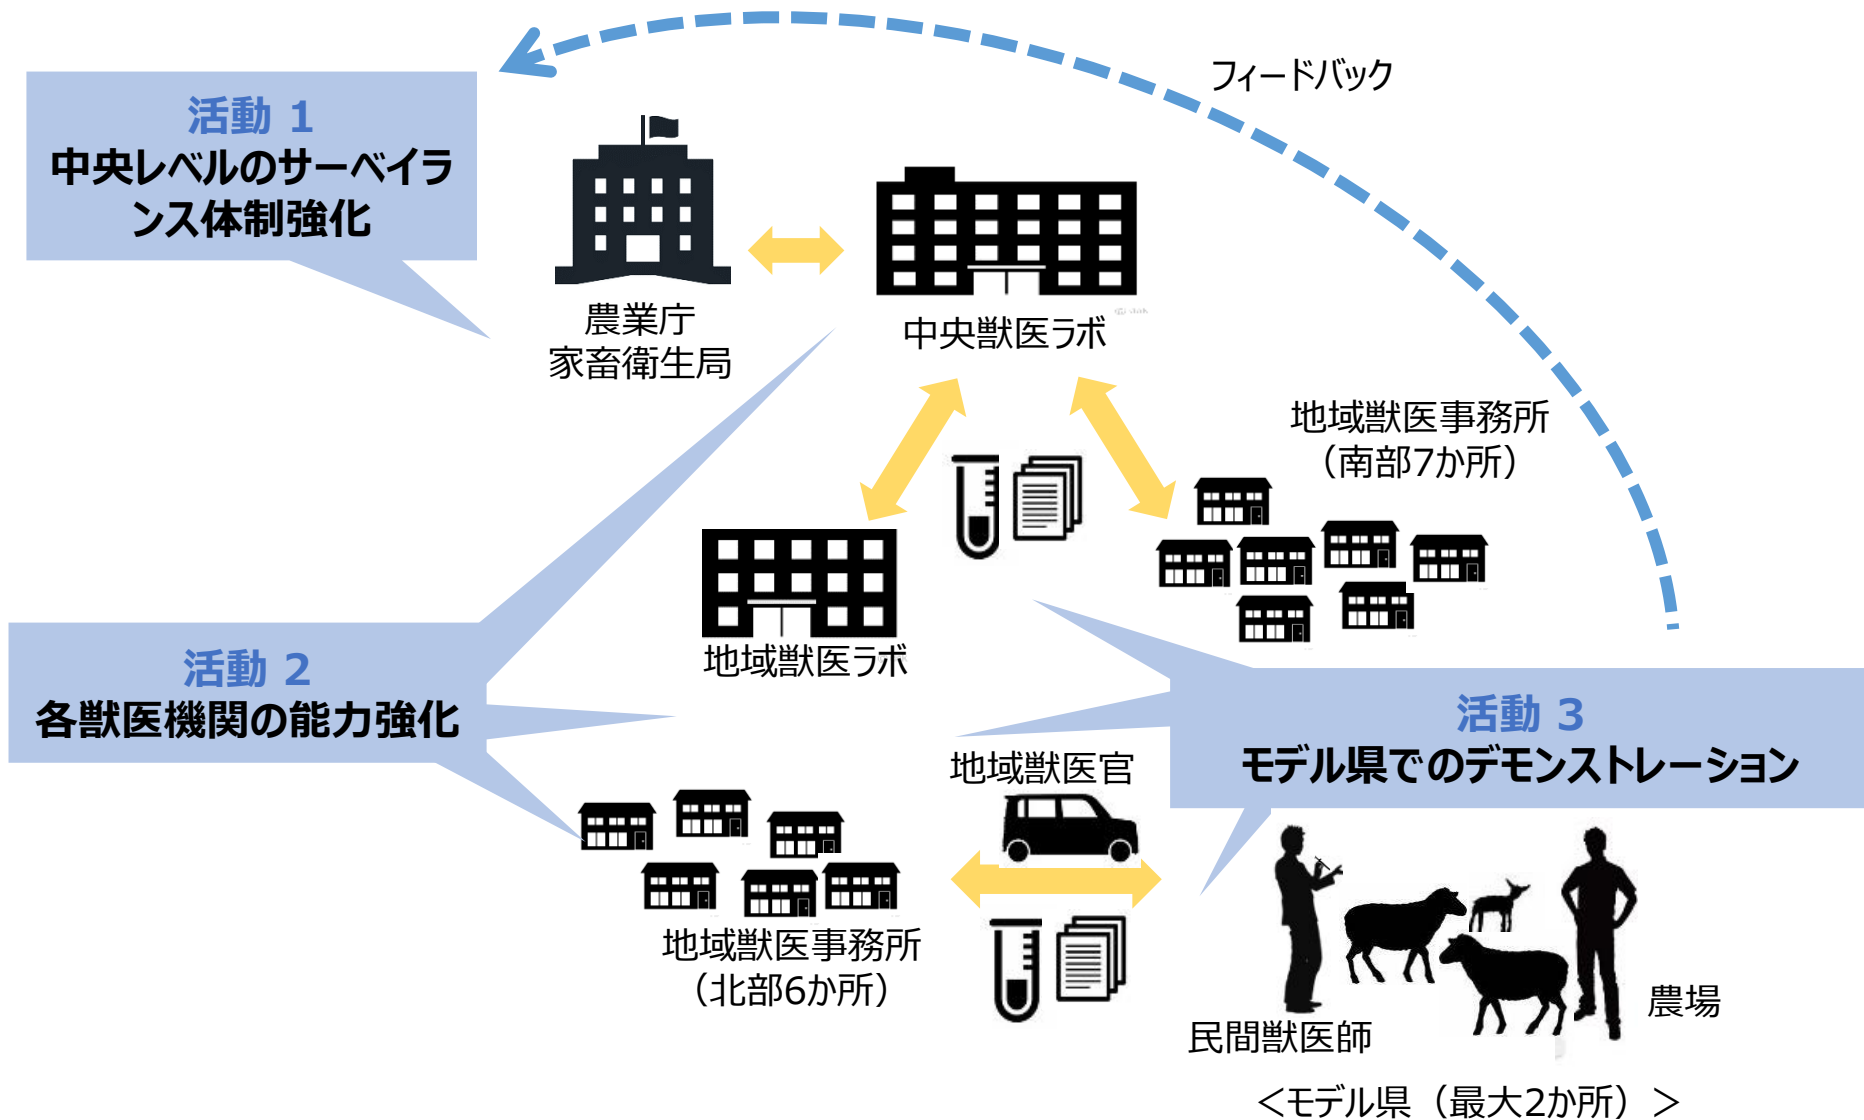 フィードバック
活動 1
中央レベルのサーベイラ
ンス体制強化
農業庁
家畜衛生局
中央獣医ラボ
地域獣医事務所
（南部7か所）
地域獣医ラボ
活動 2
各獣医機関の能力強化
活動 3
モデル県でのデモンストレーション
地域獣医官
地域獣医事務所
（北部6か所）
民間獣医師
農場
＜モデル県（最大2か所）＞